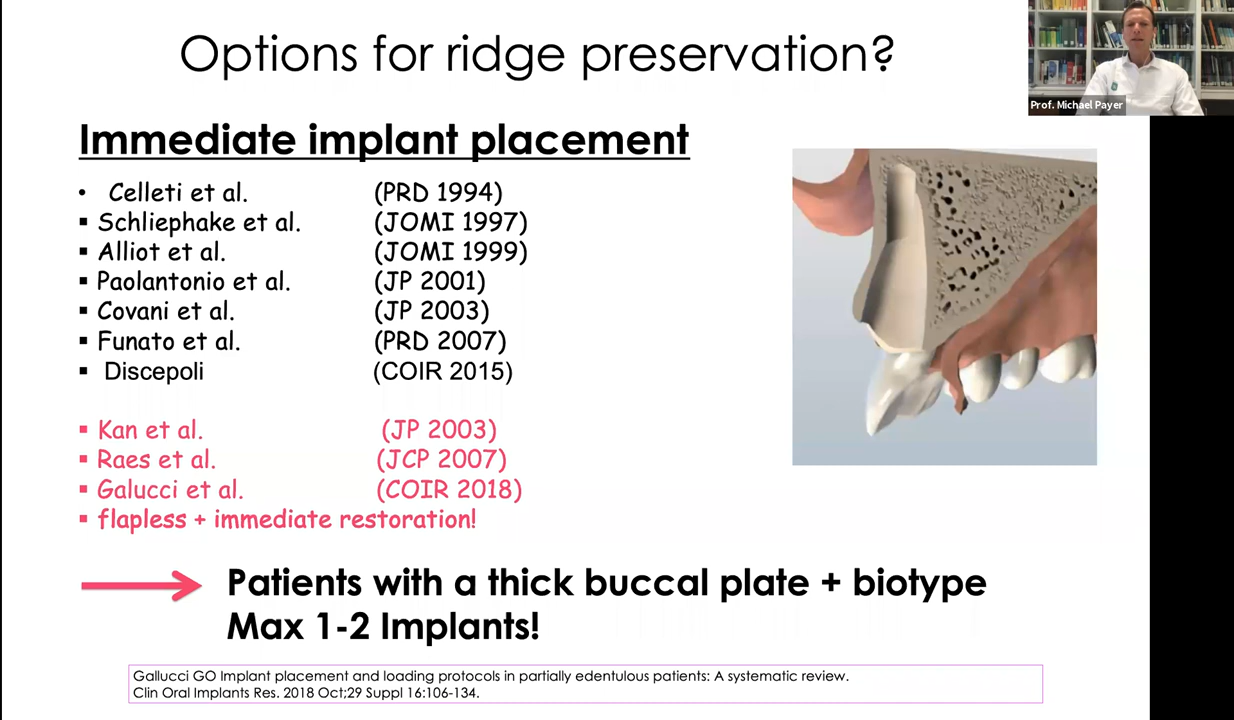 Options for ridge preservation?
Prof. Michael Payer
Immediate implant placement
• Celleti et al. (PRD 1994)
▪ Schliephake et al. (JOMI 1997)
▪ Alliot et al. (JOMI 1999)
▪ Paolantonio et al. (JP 2001)
▪ Covani et al. (JP 2003)
▪ Funato et al. (PRD 2007)
▪ Discepoli (COIR 2015)
▪ Kan et al. (JP 2003)
▪ Raes et al. (JCP 2007)
▪ Galucci et al. (COIR 2018)
▪ flapless + immediate restoration!
Patients with a thick buccal plate + biotype
Max 1-2 Implants!
Gallucci GO Implant placement and loading protocols in partially edentulous patients: A systematic review.
Clin Oral Implants Res. 2018 Oct;29 Suppl 16:106-134.